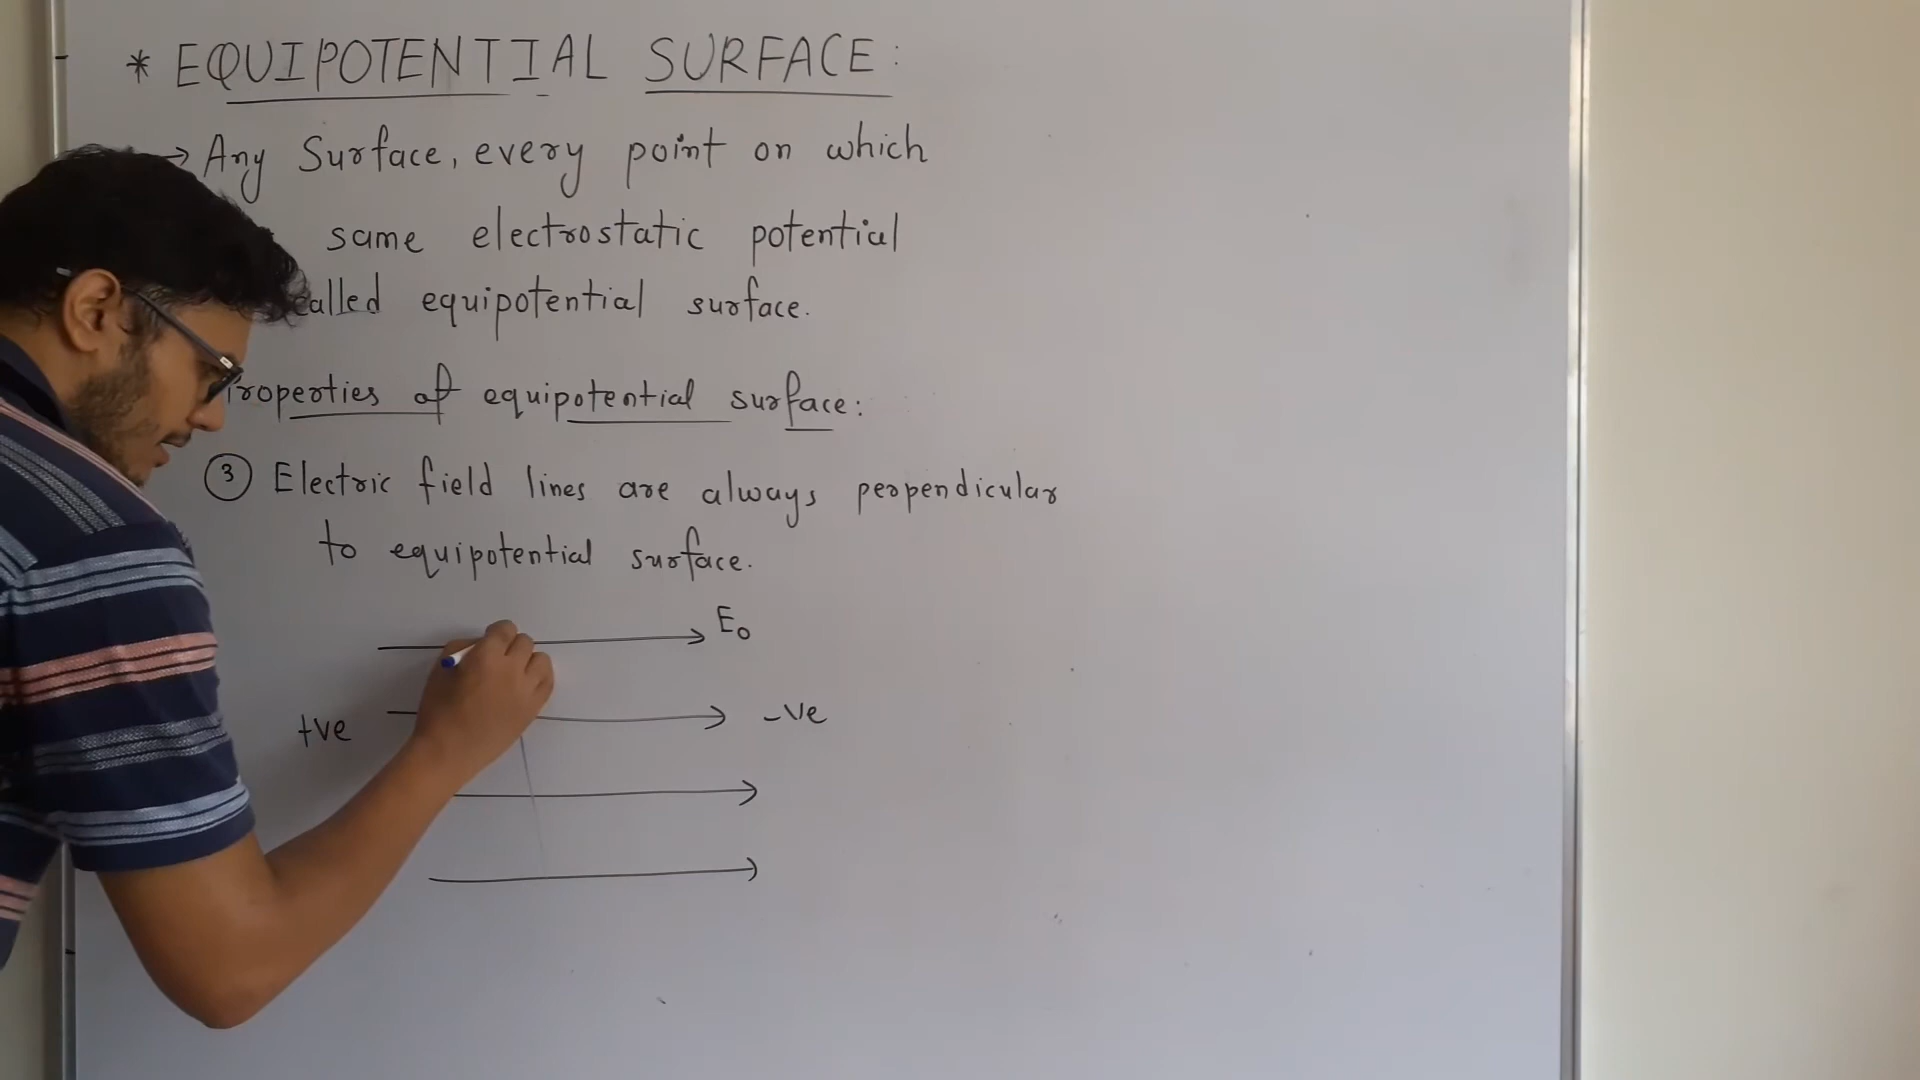 * EQUIPOTENTIAL SURFACE:
→ Any Surface, every point on which
same electrostatic potential
called equipotential surface.
Properties of equipotential surface:
③ Electric field lines are always perpendicular
to equipotential surface.
E₀
+ve -ve